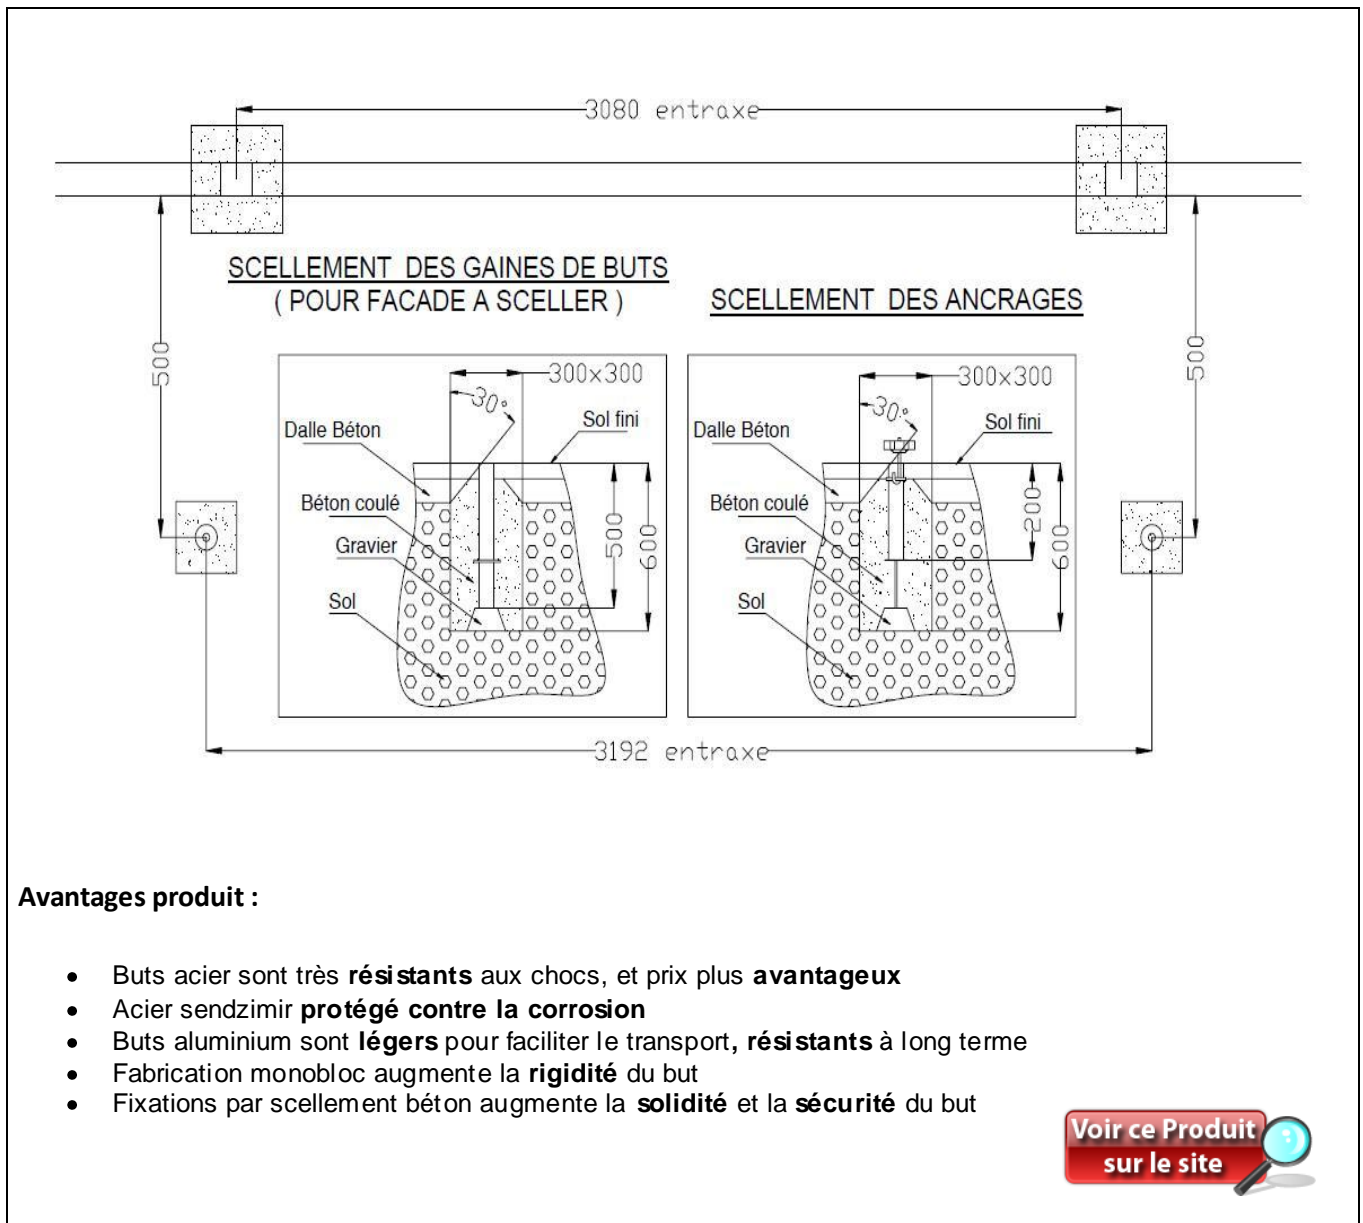 3080 entraxe
SCELLEMENT DES GAINES DE BUTS
( POUR FACADE A SCELLER )
SCELLEMENT DES ANCRAGES
500
500
300x300
30°
Dalle Béton
Sol fini
Béton coulé
Gravier
Sol
500
600
300x300
30°
Dalle Béton
Sol fini
Béton coulé
Gravier
Sol
200
600
3192 entraxe
Avantages produit :
• Buts acier sont très résistants aux chocs, et prix plus avantageux
• Acier sendzimir protégé contre la corrosion
• Buts aluminium sont légers pour faciliter le transport, résistants à long terme
• Fabrication monobloc augmente la rigidité du but
• Fixations par scellement béton augmente la solidité et la sécurité du but
Voir ce Produit
sur le site